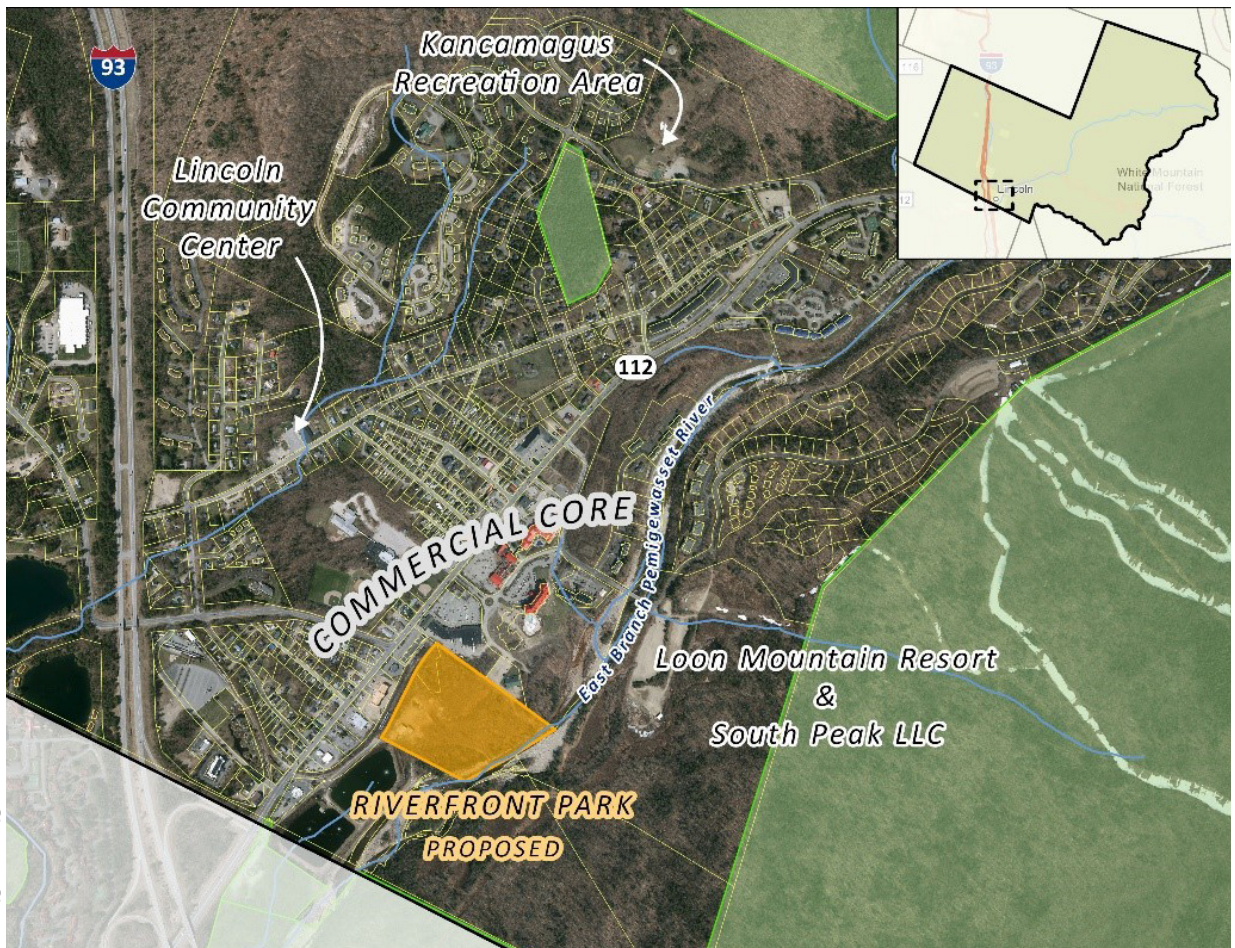 93
Kancamagus
Recreation Area
Lincoln
Community
Center
112
COMMERCIAL CORE
East Branch Pemigewasset River
Loon Mountain Resort
&
South Peak LLC
RIVERFRONT PARK
PROPOSED
93
Lincoln
White Mountain
National Forest